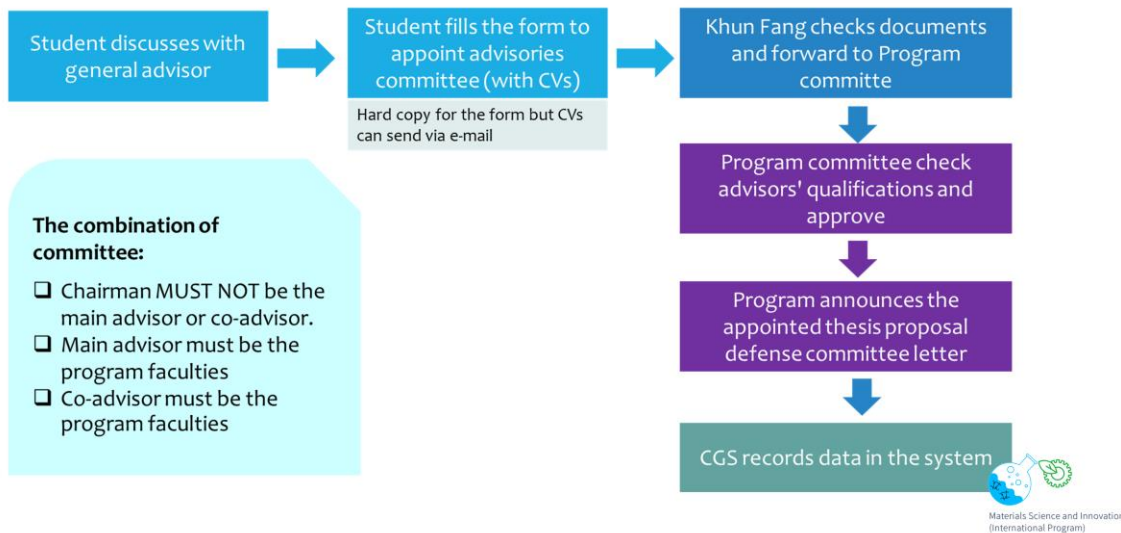 Student discusses with
general advisor
Student fills the form to
appoint advisories
committee (with CVs)
Hard copy for the form but CVs
can send via e-mail
Khun Fang checks documents
and forward to Program
committe
Program committee check
advisors' qualifications and
approve
Program announces the
appointed thesis proposal
defense committee letter
CGS records data in the system
The combination of
committee:
Chairman MUST NOT be the
main advisor or co-advisor.
Main advisor must be the
program faculties
Co-advisor must be the
program faculties
Materials Science and Innovation
(International Program)